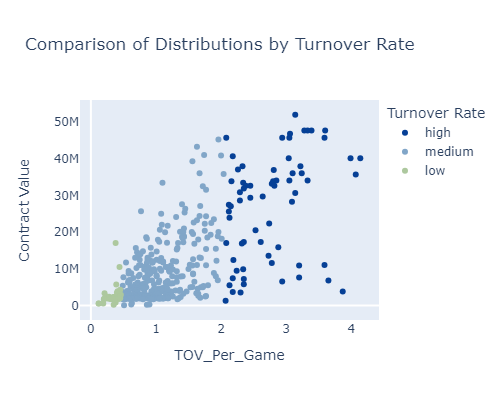 Comparison of Distributions by Turnover Rate
Turnover Rate
high
medium
low
50M
40M
30M
20M
10M
0
Contract Value
0 1 2 3 4
TOV_Per_Game